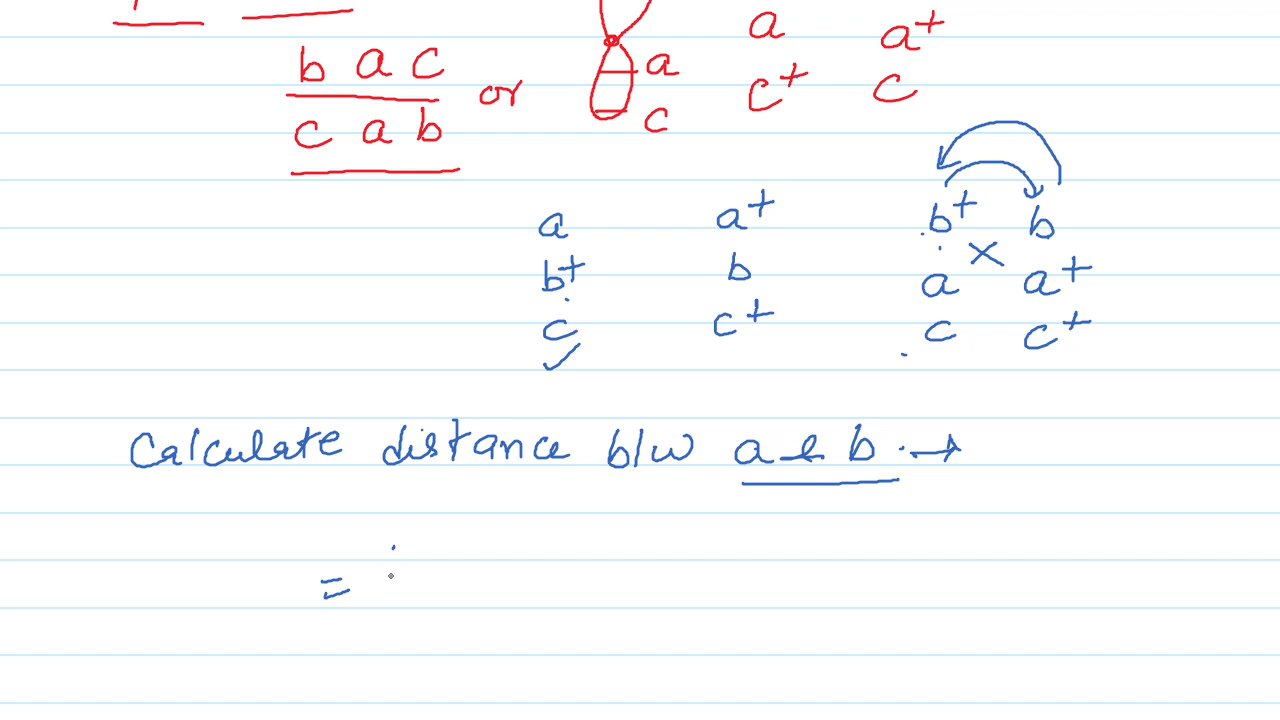 a a+
b a c
c a b
or
a
c
c+ c
a a+ b+ b
b+ b a × a+
c c+ c c+
Calculate distance b/w a & b →
=